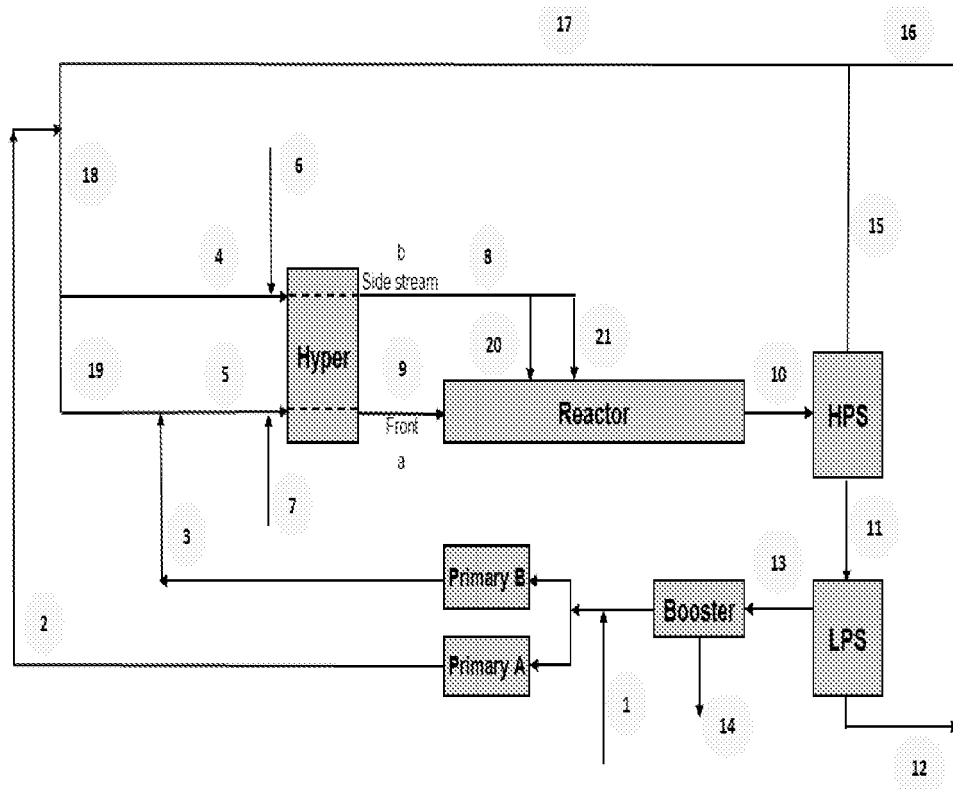 17
16
18
6
15
4
b
8
Side stream
20
21
19
5
Hyper
9
10
Reactor
HPS
Front
a
7
3
11
13
Primary B
2
Booster
LPS
Primary A
1
14
12